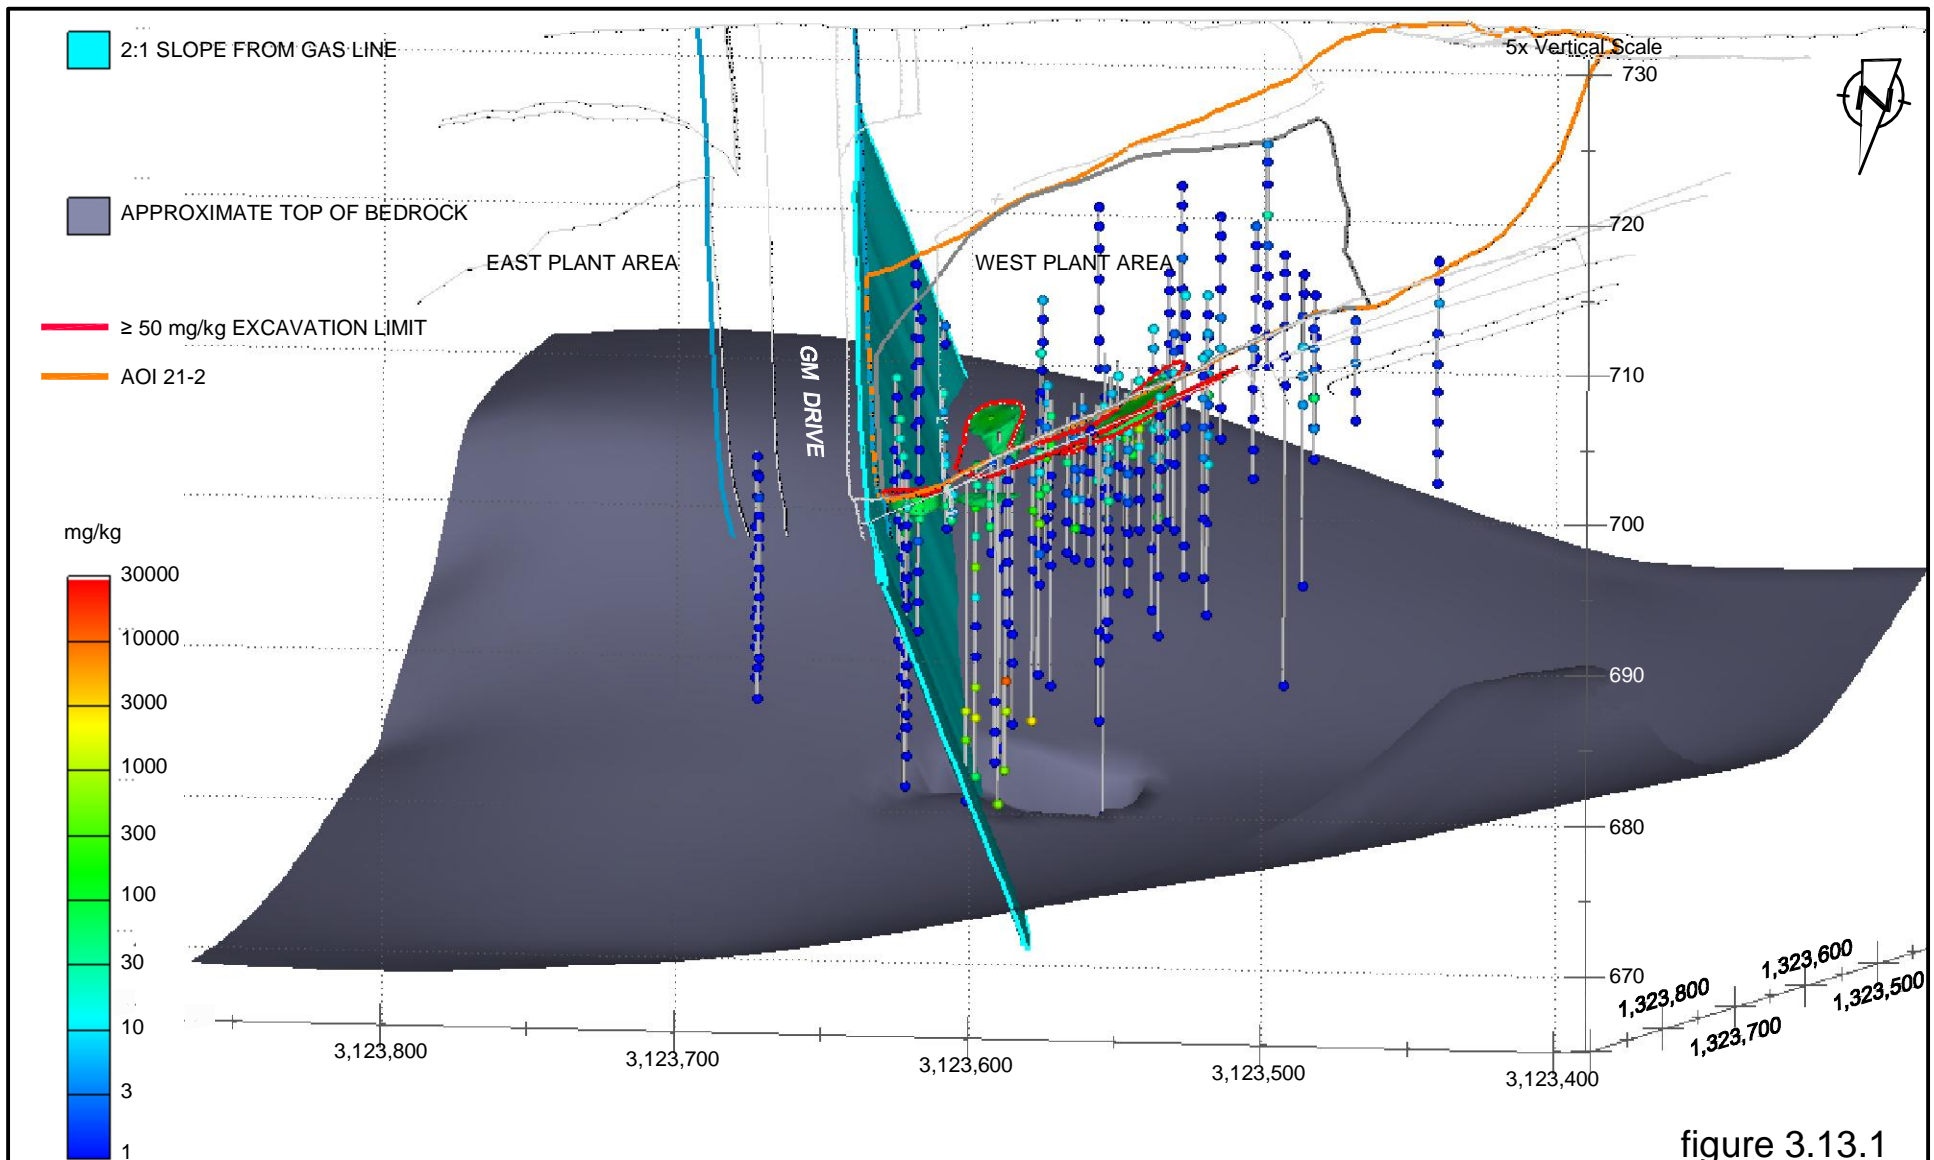 2:1 SLOPE FROM GAS LINE
5x Vertical Scale
730
N
APPROXIMATE TOP OF BEDROCK
720
EAST PLANT AREA
WEST PLANT AREA
≥ 50 mg/kg EXCAVATION LIMIT
AOI 21-2
GM DRIVE
710
700
mg/kg
30000
10000
3000
1000
300
100
30
10
3
1
690
680
670
3,123,800
3,123,700
3,123,600
3,123,500
3,123,400
1,323,800
1,323,700
1,323,600
1,323,500
figure 3.13.1